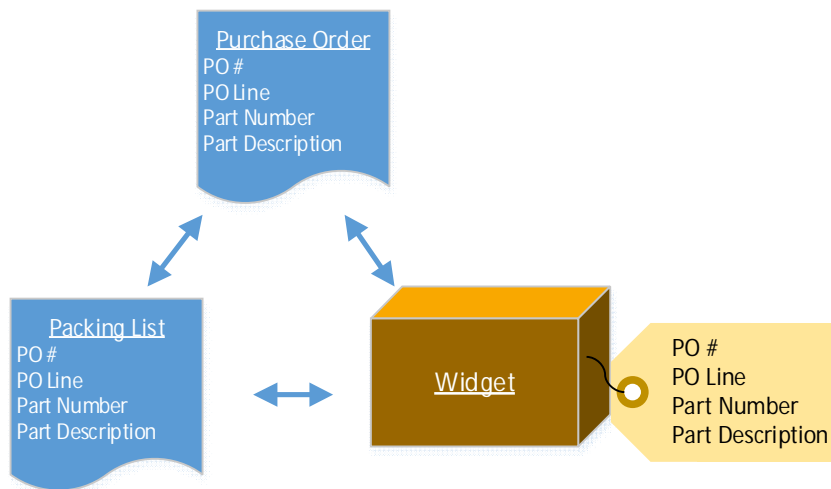 Purchase Order
PO #
PO Line
Part Number
Part Description
Packing List
PO #
PO Line
Part Number
Part Description
Widget
PO #
PO Line
Part Number
Part Description